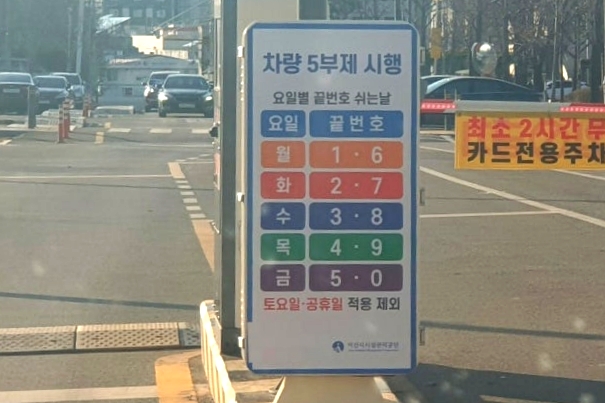 차량 5부제 시행
요일별 끝번호 쉬는날
요일 끝번호
월 1·6
화 2·7
수 3·8
목 4·9
금 5·0
토요일·공휴일 적용 제외
최소 2시간 무
카드전용주차